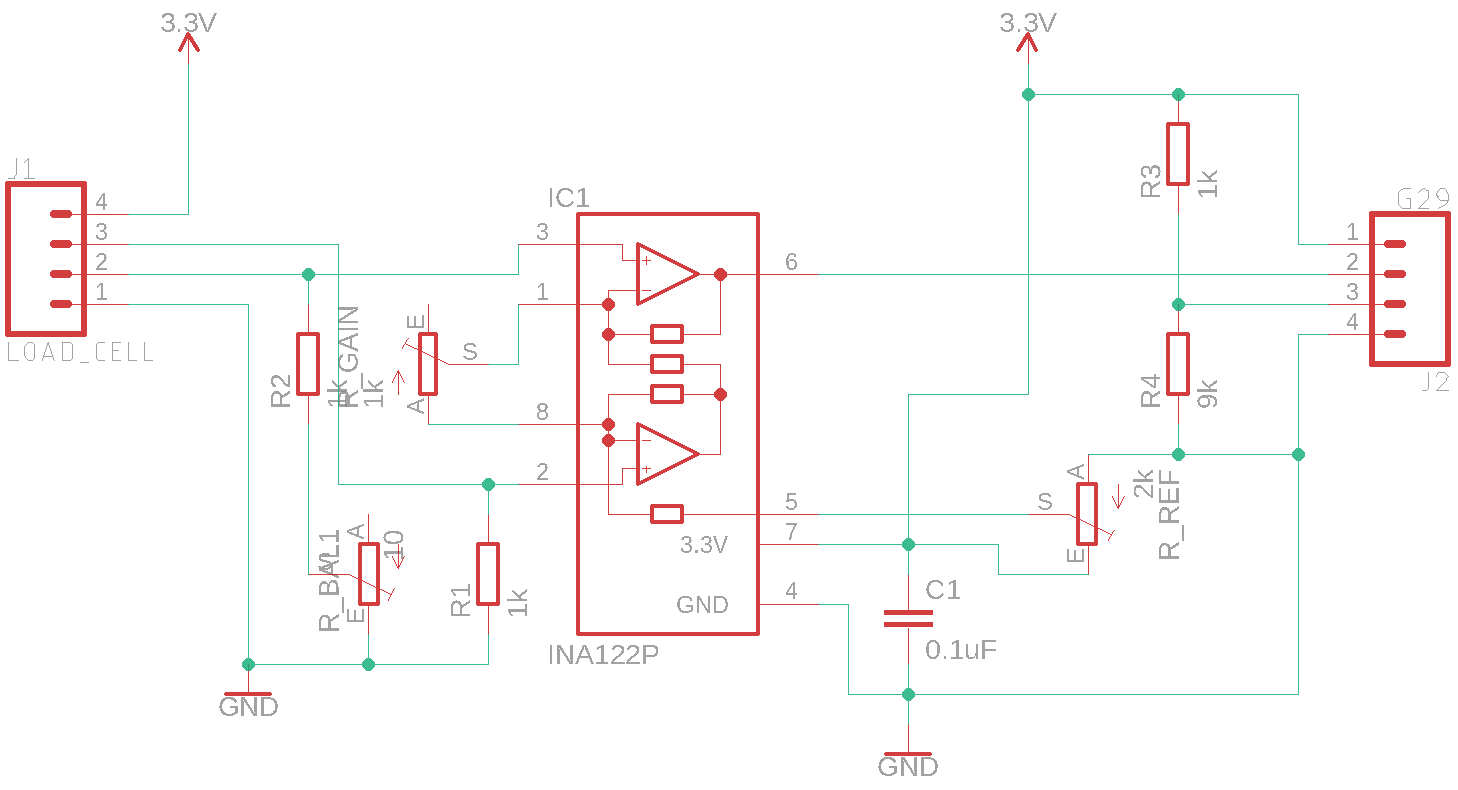 3.3V
3.3V
J1
4
3
2
1
LOAD_CELL
R2
1k
R_GAIN
1k
E
S
A
R_BAL1
A
S
E
10
R1
1k
GND
IC1
3
1
8
2
6
5
7
4
3.3V
GND
INA122P
C1
0.1uF
GND
R3
1k
R4
9k
A
S
E
2k
R_REF
G29
1
2
3
4
J2